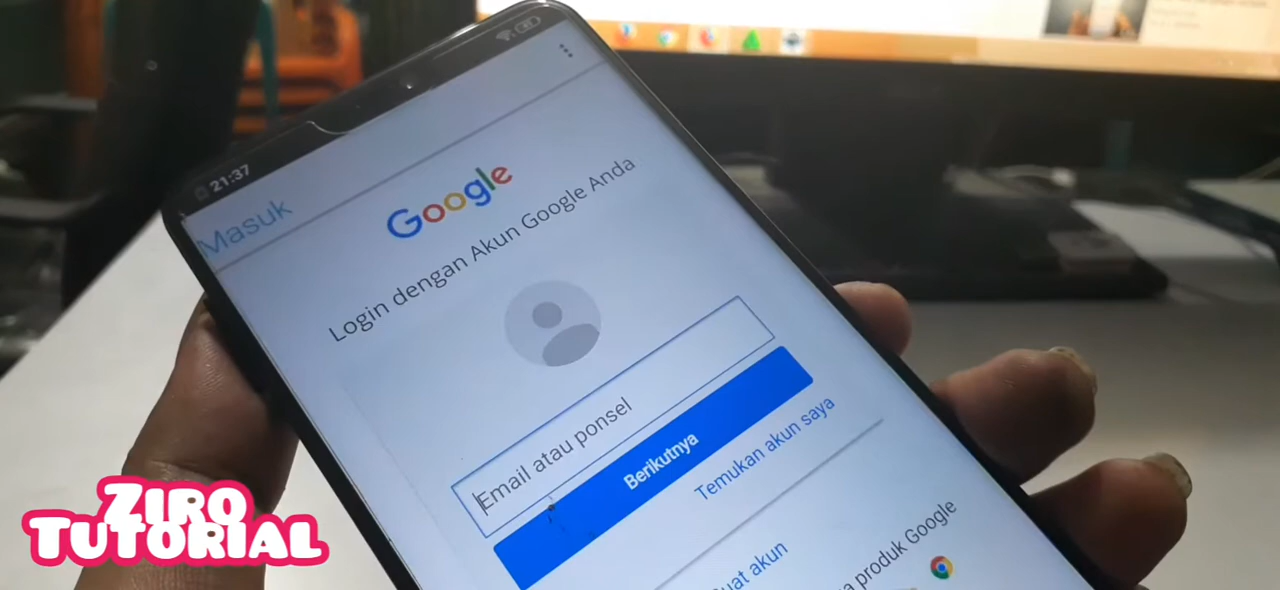 21:37
Masuk
Google
Login dengan Akun Google Anda
Email atau ponsel
Berikutnya
Temukan akun saya
uat akun
a produk Google
ZIRO
TUTORIAL